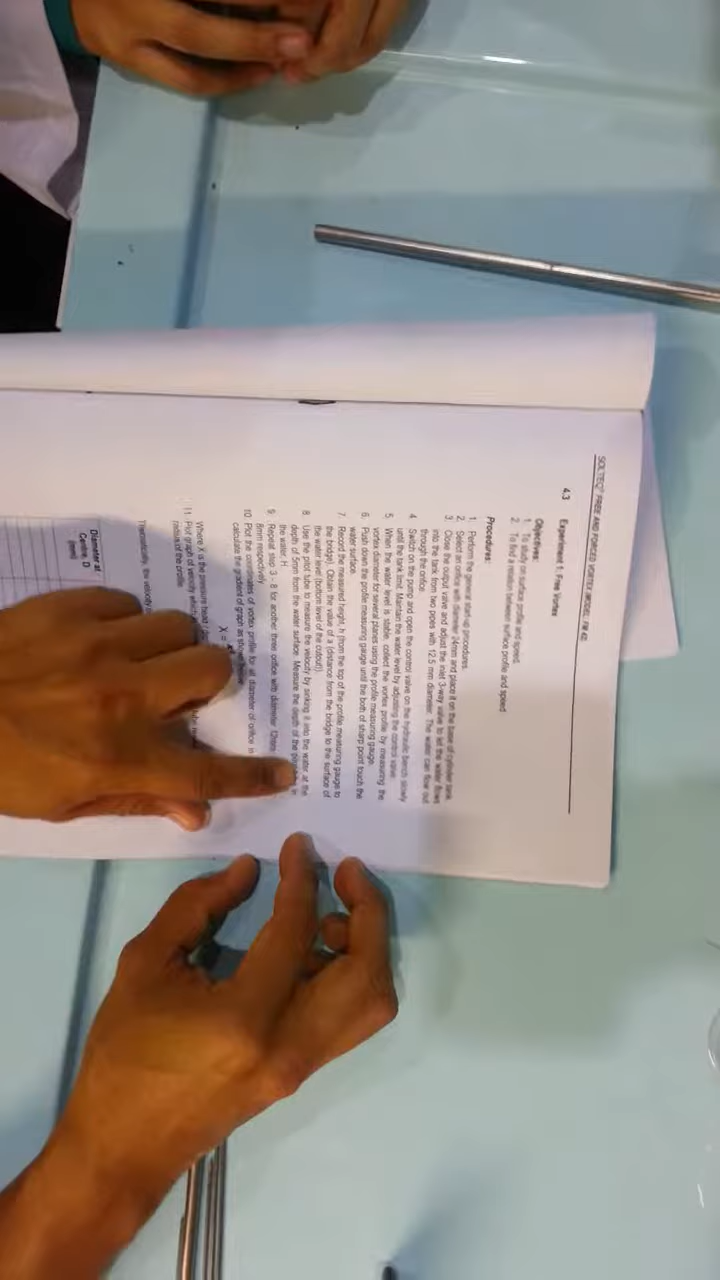 SOLTEQ® FREE AND FORCED VORTEX (MODEL: FM 42)
4.3 Experiment 1: Free Vortex
Objectives:
1. To study on surface profile and speed.
2. To find a relation between surface profile and speed
Procedures:
1. Perform the general start-up procedures.
2. Select an orifice with diameter 24mm and place it on the base of cylinder tank.
3. Close the output valve and adjust the inlet 3-way valve to let the water flows
into the tank from two pipes with 12.5 mm diameter. The water can flow out
through the orifice.
4. Switch on the pump and open the control valve on the hydraulic bench slowly
until the tank limit. Maintain the water level by adjusting the control valve.
5. When the water level is stable, collect the vortex profile by measuring the
vortex diameter for several planes using the profile measuring gauge.
6. Push down the profile measuring gauge until the both of sharp point touch the
water surface.
7. Record the measured height, h (from the top of the profile measuring gauge to
the bridge). Obtain the value of a (distance from the bridge to the surface of
the water level (bottom level of the cutout)).
8. Use the pitot tube to measure the velocity by sinking it into the water at the
depth of 5mm from the water surface. Measure the depth of the in
the water, H.
9. Repeat step 3 - 8 for another three orifice with diameter
8mm respectively.
10. Plot the coordinates of vortex profile for all diameter of orifice in
calculate the gradient of graph as
X =
Where X is the pressure head /
11. Plot graph of velocity which is
radius of the profile.
Theoretically, the velocity
Diameter at
Centre, D
(mm)